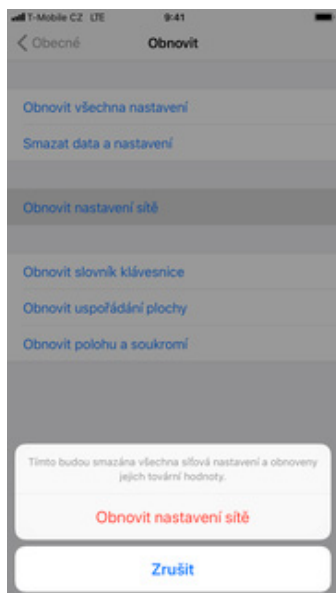 T-Mobile CZ LTE 9:41
Obecné Obnovit
Obnovit všechna nastavení
Smazat data a nastavení
Obnovit nastavení sítě
Obnovit slovník klávesnice
Obnovit uspořádání plochy
Obnovit polohu a soukromí
Tímto budou smazána všechna síťová nastavení a obnoveny
jejich tovární hodnoty.
Obnovit nastavení sítě
Zrušit